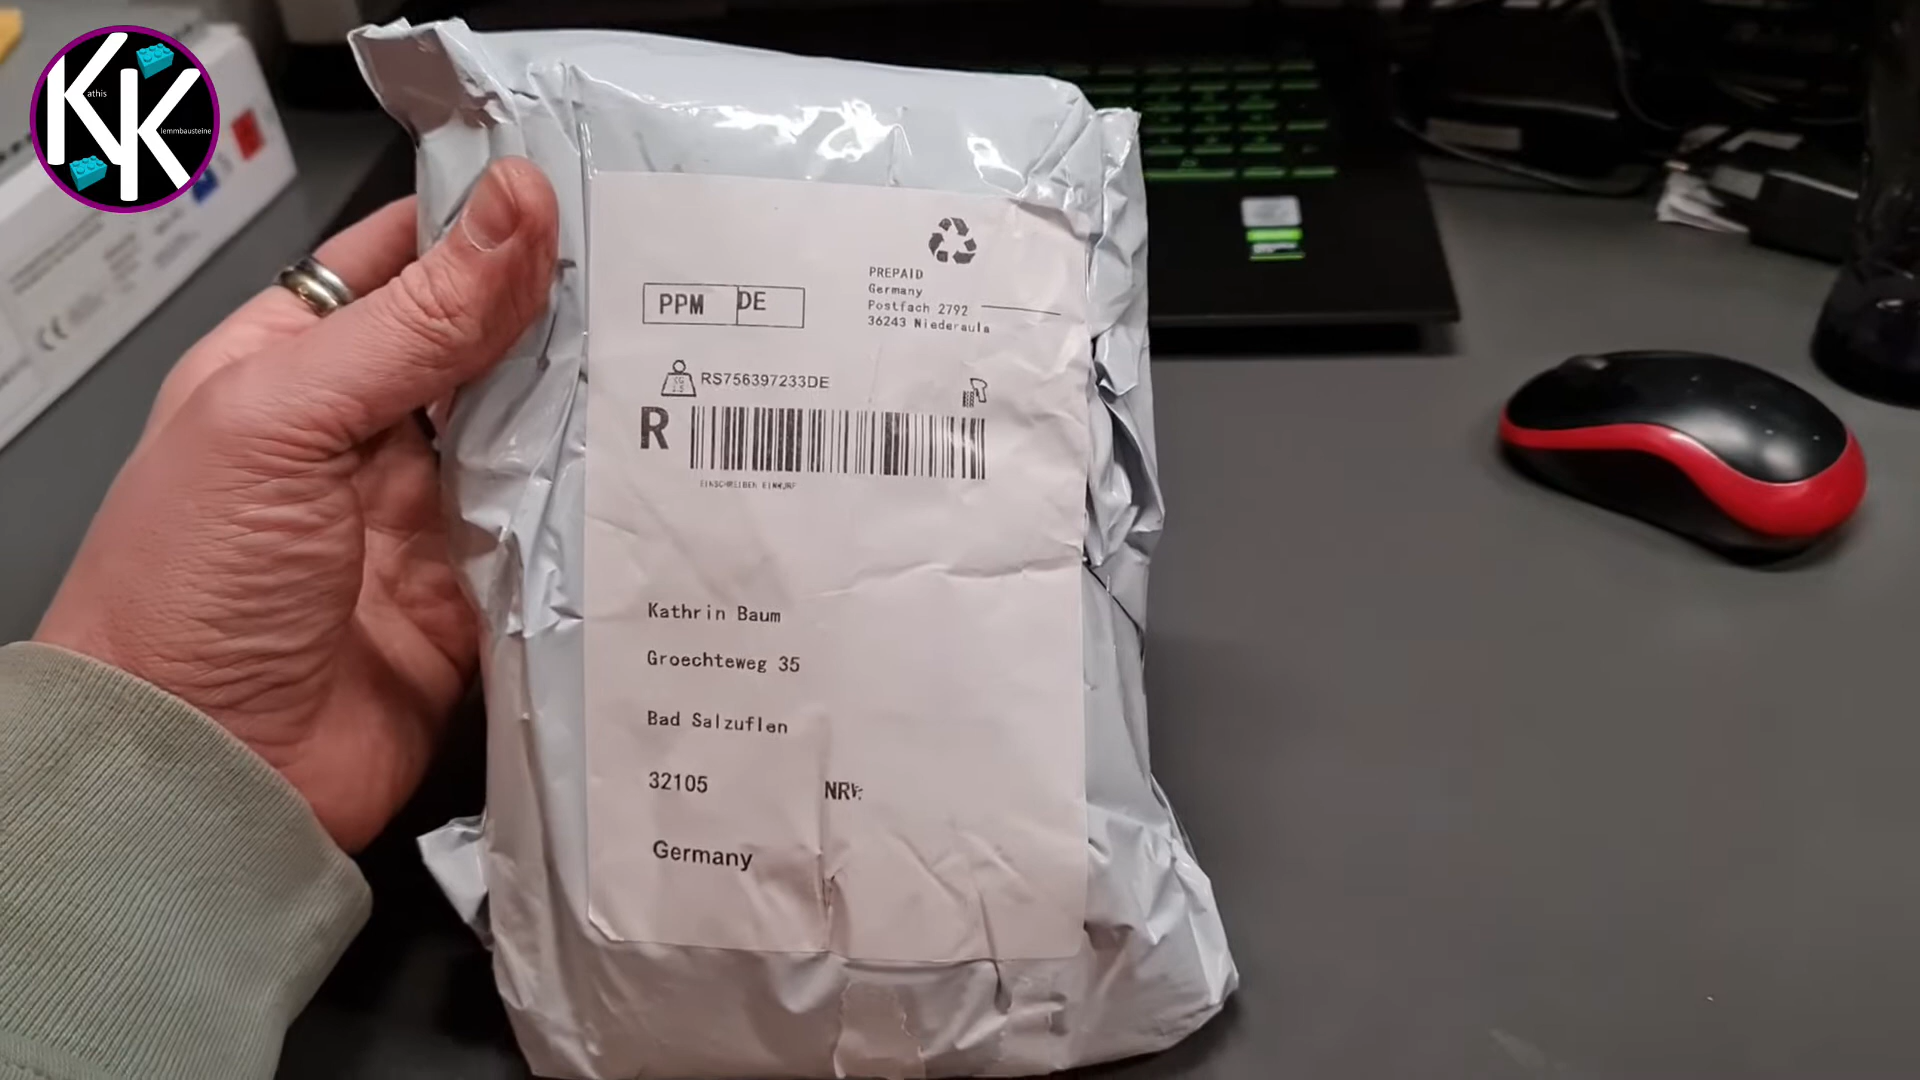 KK
athis
lemmbausteine
PREPAID
Germany
Postfach 2792
36243 Niederaula
PPM DE
RS756397233DE
R
EINSCHREIBEN EINWURF
Kathrin Baum
Groechteweg 35
Bad Salzuflen
32105 NRW
Germany